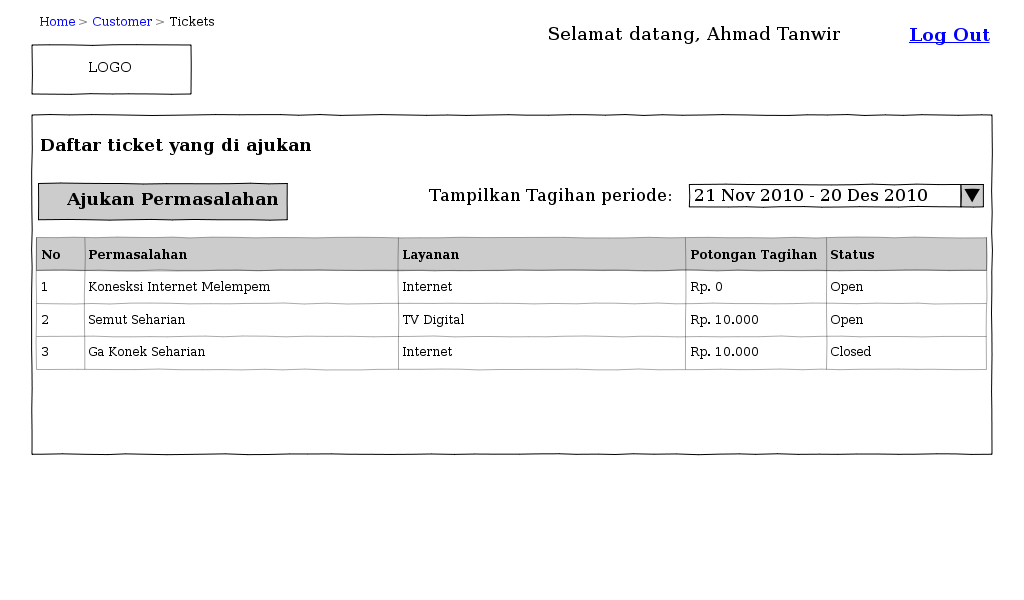 Home > Customer > Tickets
Selamat datang, Ahmad Tanwir
Log Out
LOGO
Daftar ticket yang di ajukan
Ajukan Permasalahan
Tampilkan Tagihan periode: 21 Nov 2010 - 20 Des 2010
No Permasalahan Layanan Potongan Tagihan Status
1 Konesksi Internet Melempem Internet Rp. 0 Open
2 Semut Seharian TV Digital Rp. 10.000 Open
3 Ga Konek Seharian Internet Rp. 10.000 Closed